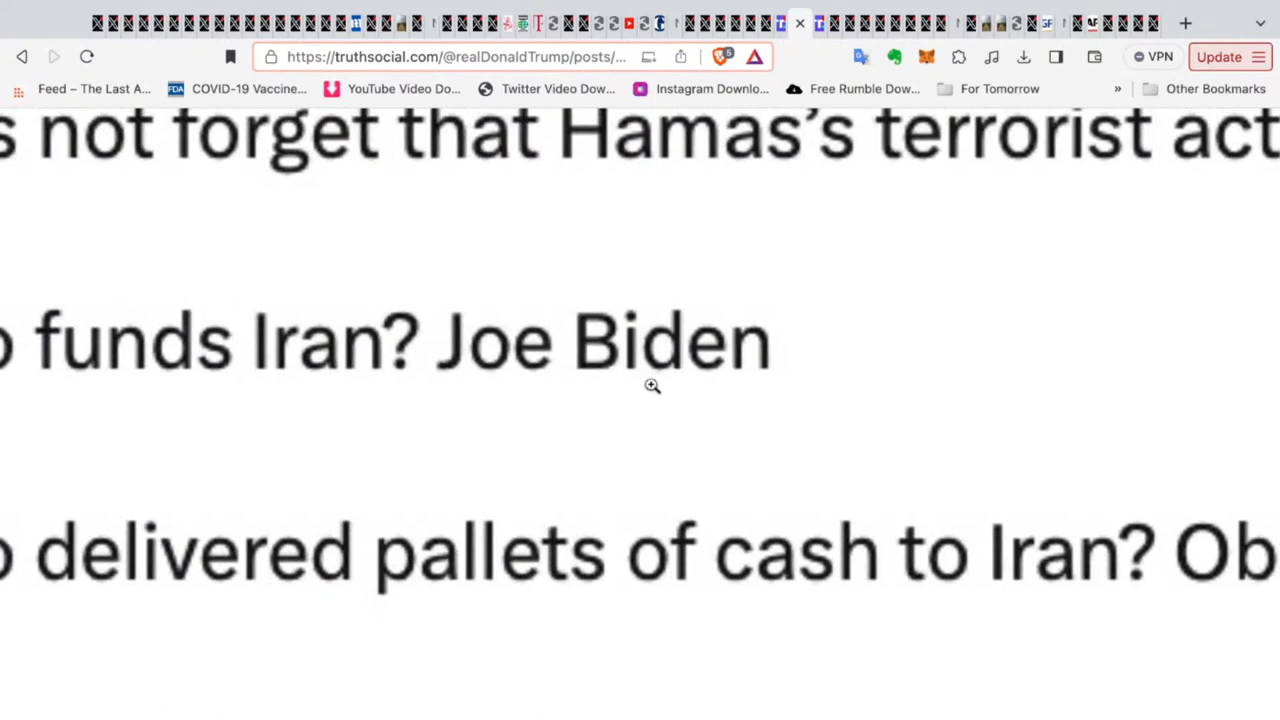 https://truthsocial.com/@realDonaldTrump/posts/...
5
VPN
Update
Feed – The Last A...
FDA
COVID-19 Vaccine...
YouTube Video Do...
Twitter Video Dow...
Instagram Downlo...
Free Rumble Dow...
For Tomorrow
»
Other Bookmarks
s not forget that Hamas’s terrorist act
o funds Iran? Joe Biden
o delivered pallets of cash to Iran? Ob